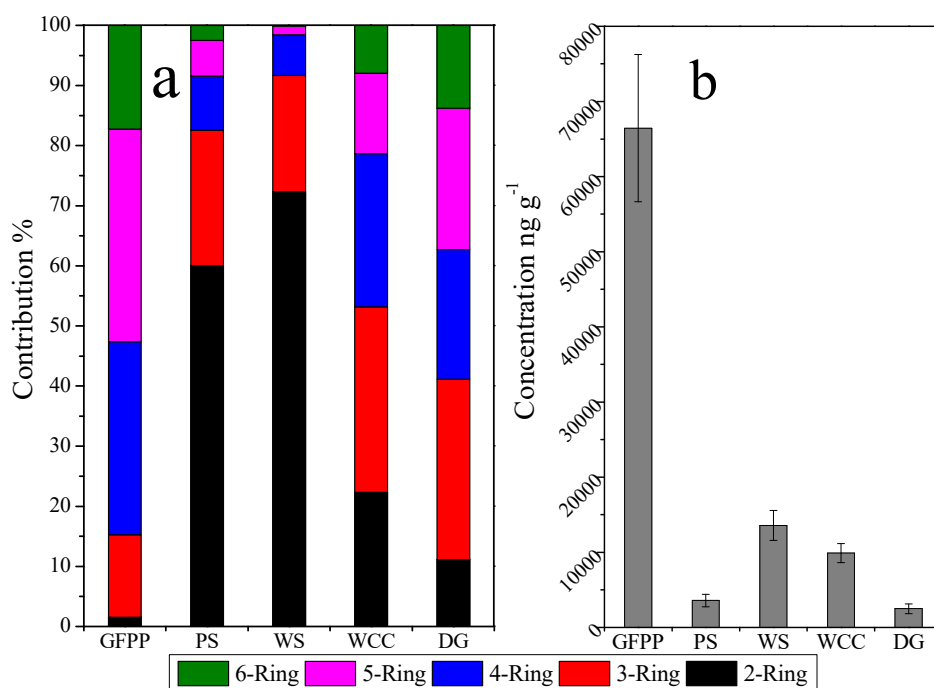 a
Contribution %
100
90
80
70
60
50
40
30
20
10
0
GFPP PS WS WCC DG
b
Concentration ng g⁻¹
80000
70000
60000
50000
40000
30000
20000
10000
0
GFPP PS WS WCC DG
6-Ring 5-Ring 4-Ring 3-Ring 2-Ring